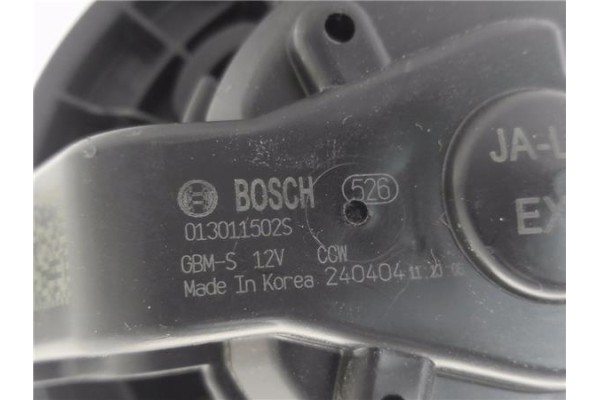 BOSCH 526
013011502S
GBM-S 12V CCW
Made In Korea 240404
JA-L
EX